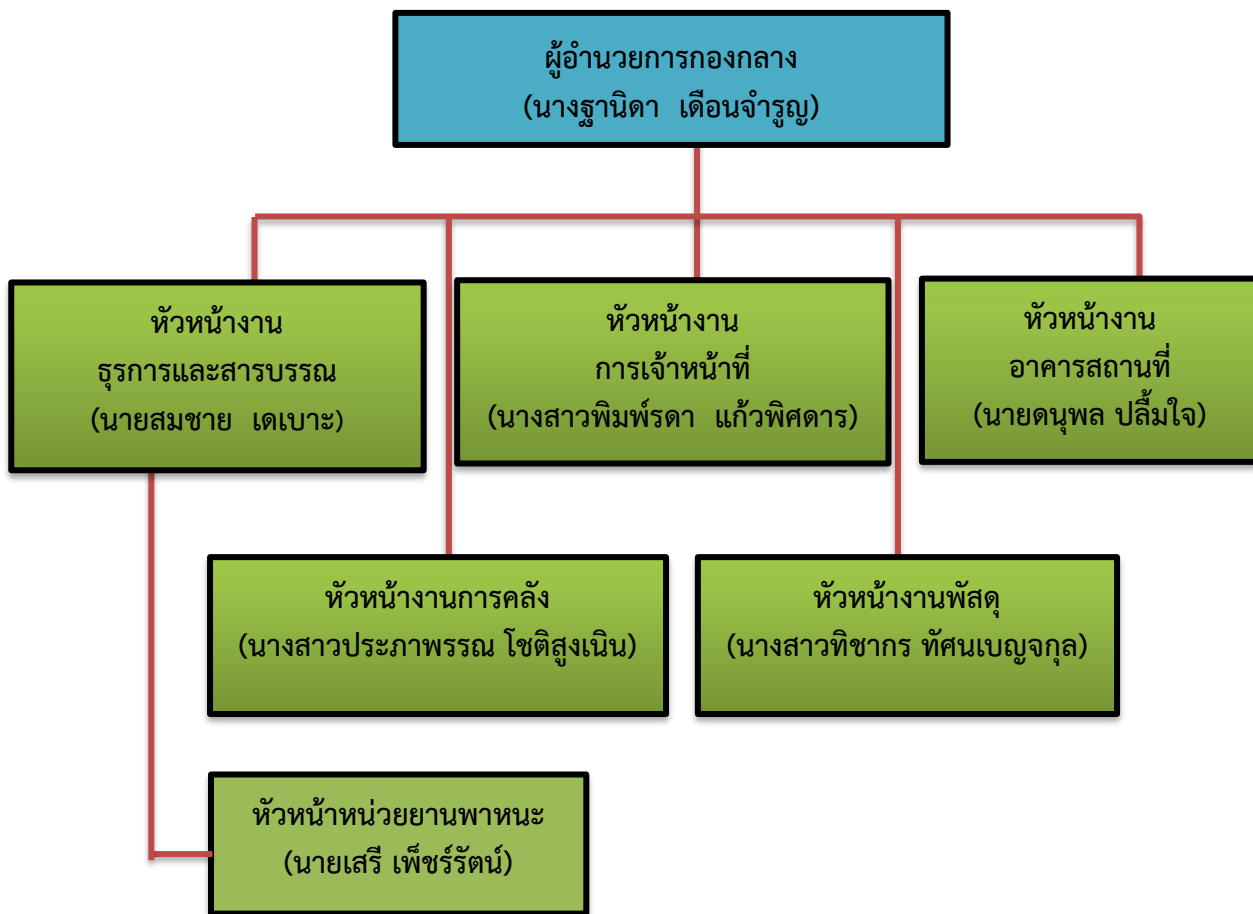 ผู้อำนวยการกองกลาง
(นางฐานิดา เดือนจำรูญ)
หัวหน้างาน
ธุรการและสารบรรณ
(นายสมชาย เดเบาะ)
หัวหน้างาน
การเจ้าหน้าที่
(นางสาวพิมพ์รดา แก้วพิศดาร)
หัวหน้างาน
อาคารสถานที่
(นายดนุพล ปลื้มใจ)
หัวหน้างานการคลัง
(นางสาวประภาพรรณ โชติสูงเนิน)
หัวหน้างานพัสดุ
(นางสาวทิชากร ทัศนเบญจกุล)
หัวหน้าหน่วยยานพาหนะ
(นายเสรี เพ็ชร์รัตน์)